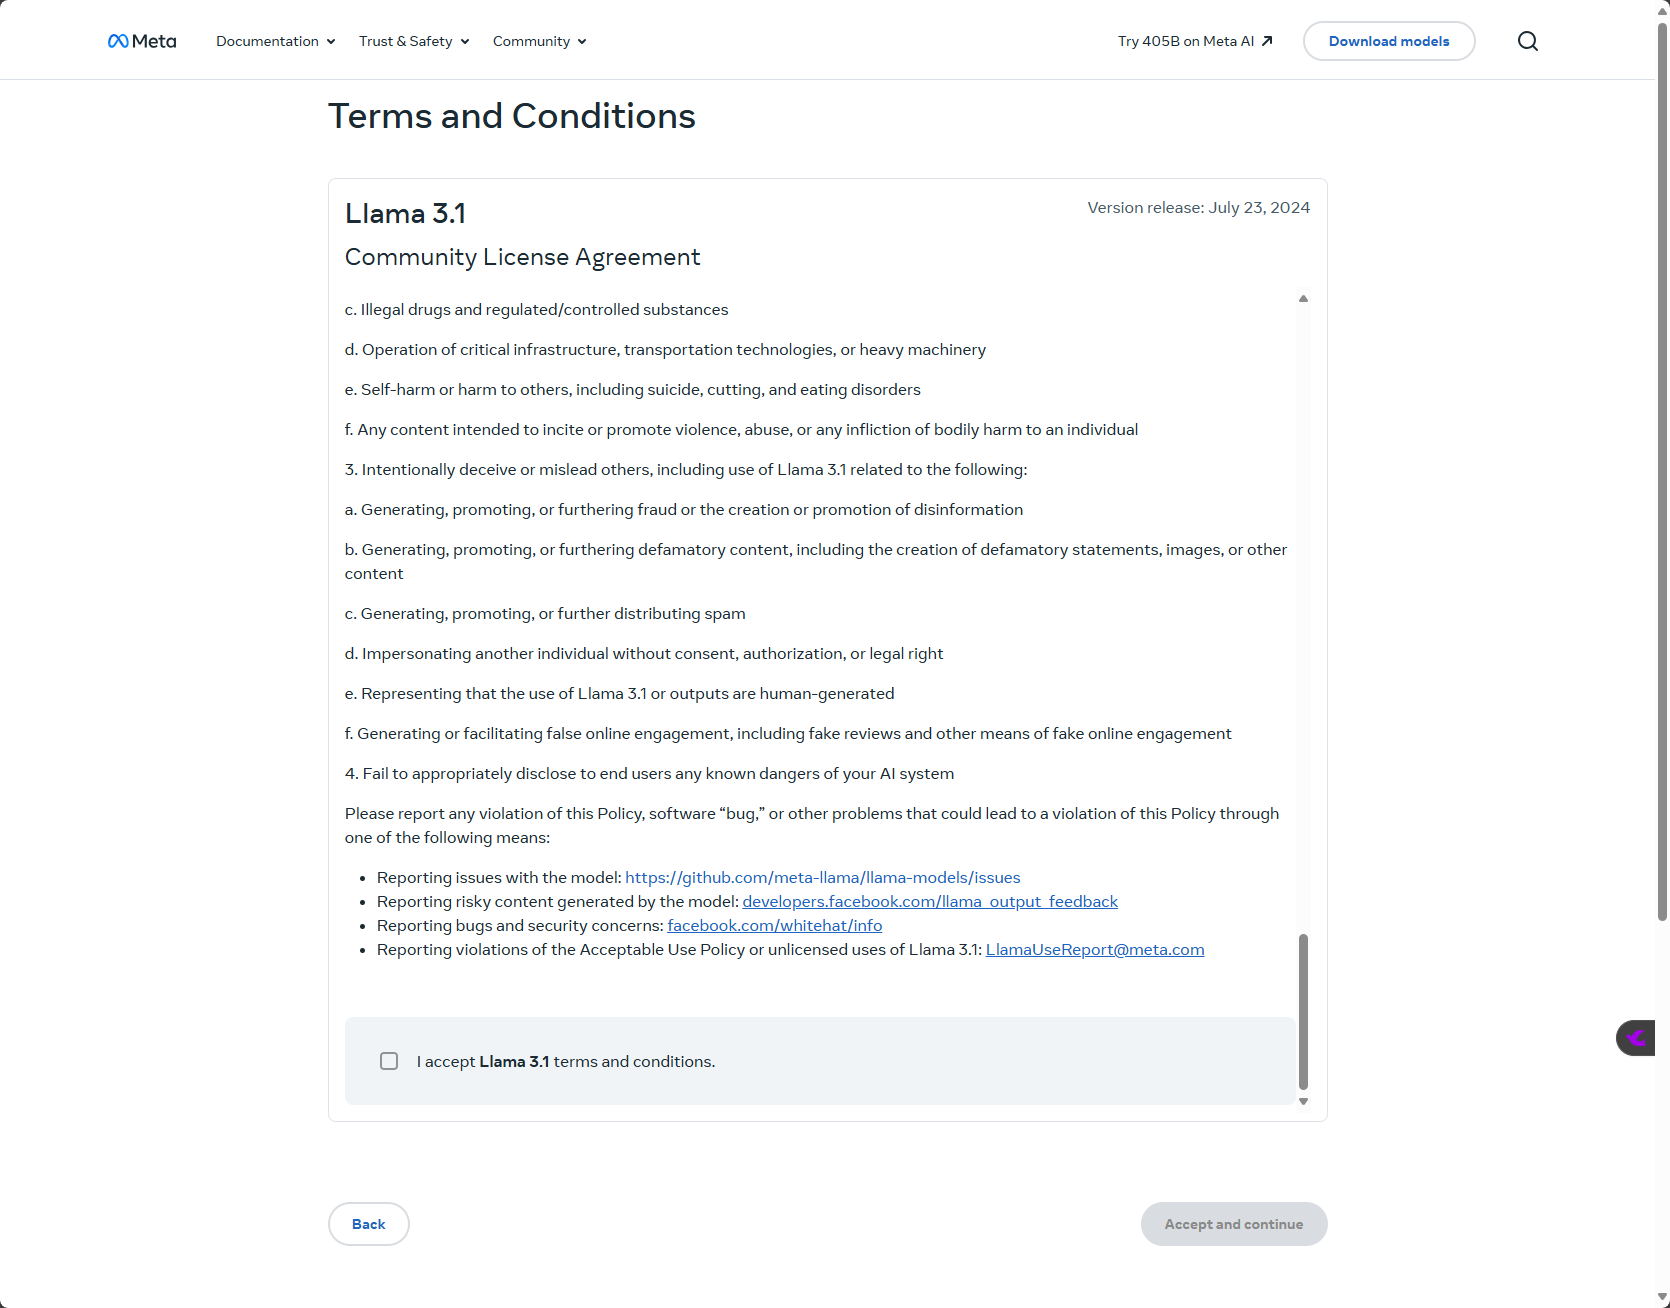 Meta
Documentation
Trust & Safety
Community
Try 405B on Meta AI
Download models
Terms and Conditions
Llama 3.1
Version release: July 23, 2024
Community License Agreement
c. Illegal drugs and regulated/controlled substances
d. Operation of critical infrastructure, transportation technologies, or heavy machinery
e. Self-harm or harm to others, including suicide, cutting, and eating disorders
f. Any content intended to incite or promote violence, abuse, or any infliction of bodily harm to an individual
3. Intentionally deceive or mislead others, including use of Llama 3.1 related to the following:
a. Generating, promoting, or furthering fraud or the creation or promotion of disinformation
b. Generating, promoting, or furthering defamatory content, including the creation of defamatory statements, images, or other
content
c. Generating, promoting, or further distributing spam
d. Impersonating another individual without consent, authorization, or legal right
e. Representing that the use of Llama 3.1 or outputs are human-generated
f. Generating or facilitating false online engagement, including fake reviews and other means of fake online engagement
4. Fail to appropriately disclose to end users any known dangers of your AI system
Please report any violation of this Policy, software “bug,” or other problems that could lead to a violation of this Policy through
one of the following means:
• Reporting issues with the model: https://github.com/meta-llama/llama-models/issues
• Reporting risky content generated by the model: developers.facebook.com/llama_output_feedback
• Reporting bugs and security concerns: facebook.com/whitehat/info
• Reporting violations of the Acceptable Use Policy or unlicensed uses of Llama 3.1: LlamaUseReport@meta.com
I accept Llama 3.1 terms and conditions.
Back
Accept and continue